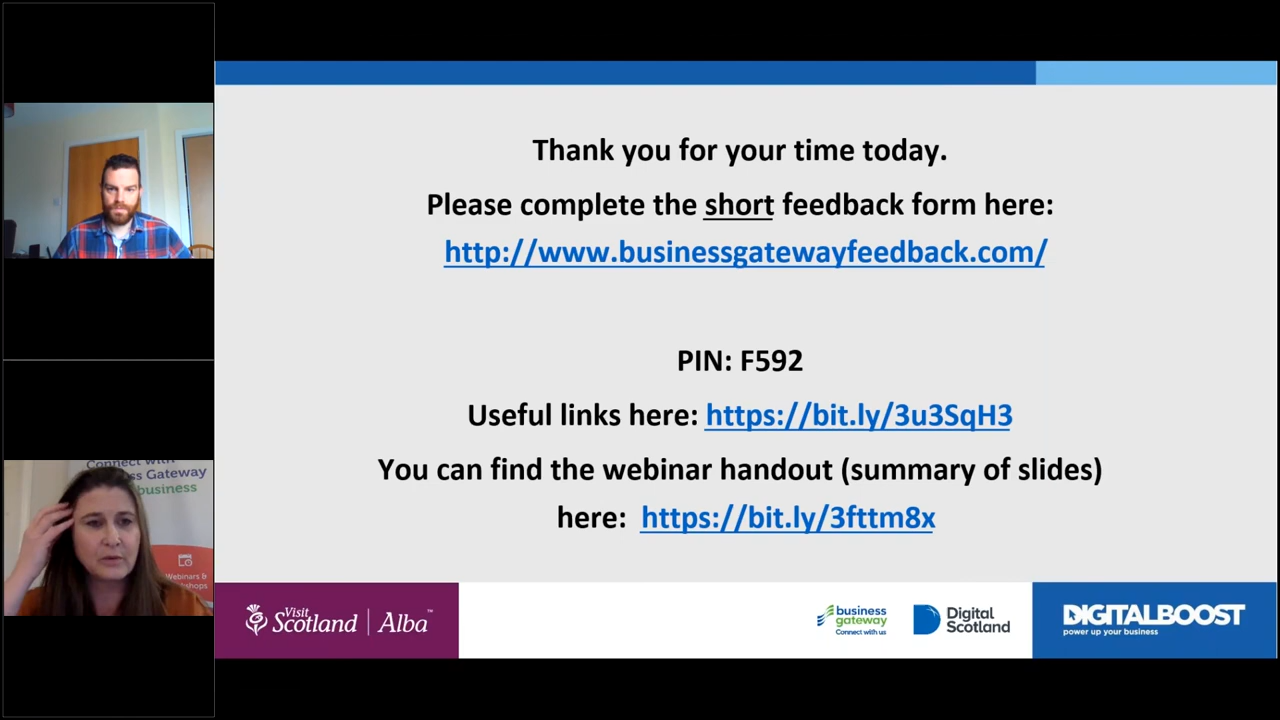 Thank you for your time today.
Please complete the short feedback form here:
http://www.businessgatewayfeedback.com/
PIN: F592
Useful links here: https://bit.ly/3u3SqH3
You can find the webinar handout (summary of slides)
here: https://bit.ly/3fttm8x
Connect with
ss Gateway
business
Webinars &
kshops
Visit
Scotland | Alba™
business
gateway
Connect with us
Digital
Scotland
DIGITALBOOST
power up your business